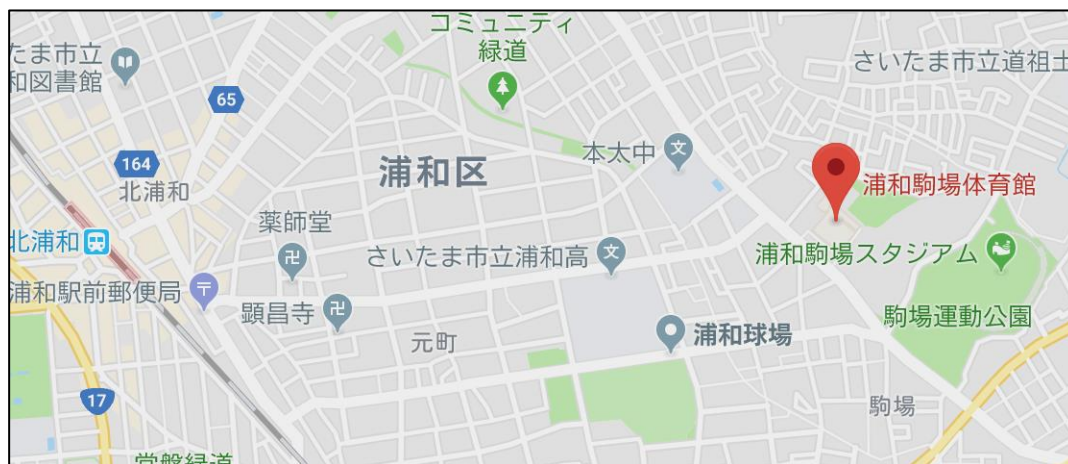 コミュニティ
緑道
たま市立
和図書館
さいたま市立道祖土
65
本太中
164
浦和区
北浦和
浦和駒場体育館
薬師堂
北浦和
さいたま市立浦和高
浦和駒場スタジアム
浦和駅前郵便局
顕昌寺
駒場運動公園
元町
浦和球場
17
駒場
常盤緑道